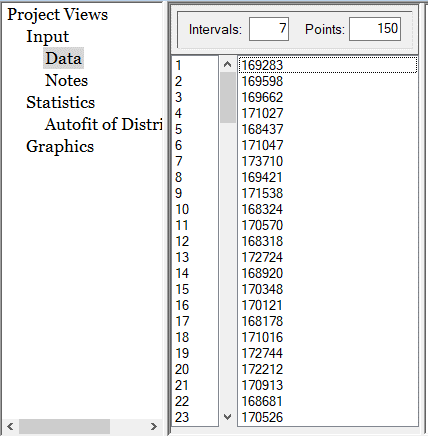 Project Views
Input
Data
Notes
Statistics
Autofit of Distri
Graphics
Intervals: 7 Points: 150
1 169283
2 169598
3 169662
4 171027
5 168437
6 171047
7 173710
8 169421
9 171538
10 168324
11 170570
12 168318
13 172724
14 168920
15 170348
16 170121
17 168178
18 171016
19 172744
20 172212
21 170913
22 168681
23 170526